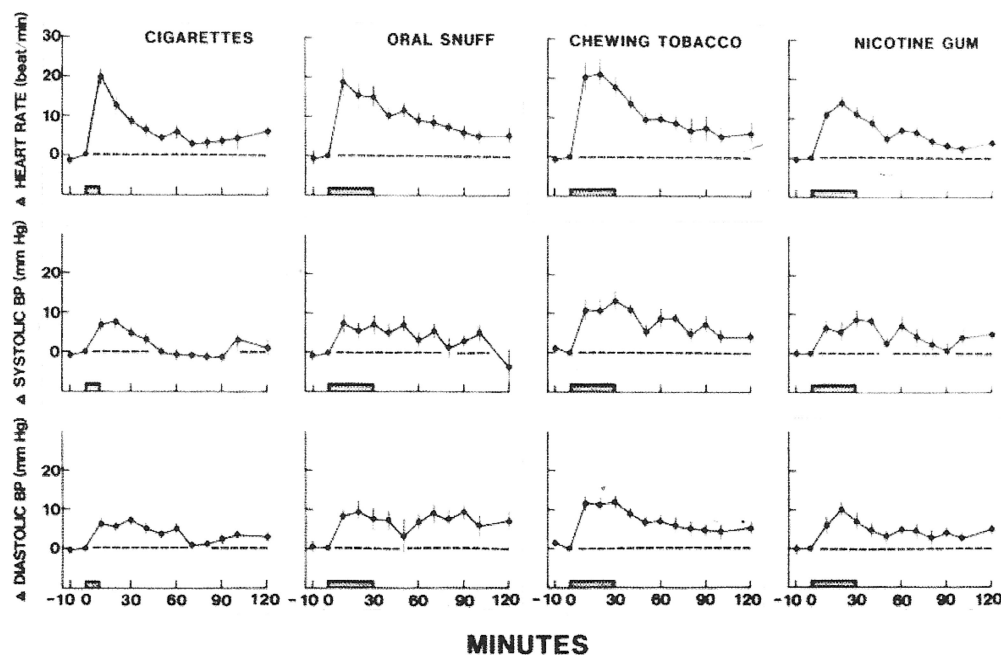 CIGARETTES ORAL SNUFF CHEWING TOBACCO NICOTINE GUM
Δ HEART RATE (beat/min)
30
20
10
0
Δ SYSTOLIC BP (mm Hg)
20
10
0
Δ DIASTOLIC BP (mm Hg)
20
10
0
-10 0 30 60 90 120 -10 0 30 60 90 120 -10 0 30 60 90 120 -10 0 30 60 90 120
MINUTES